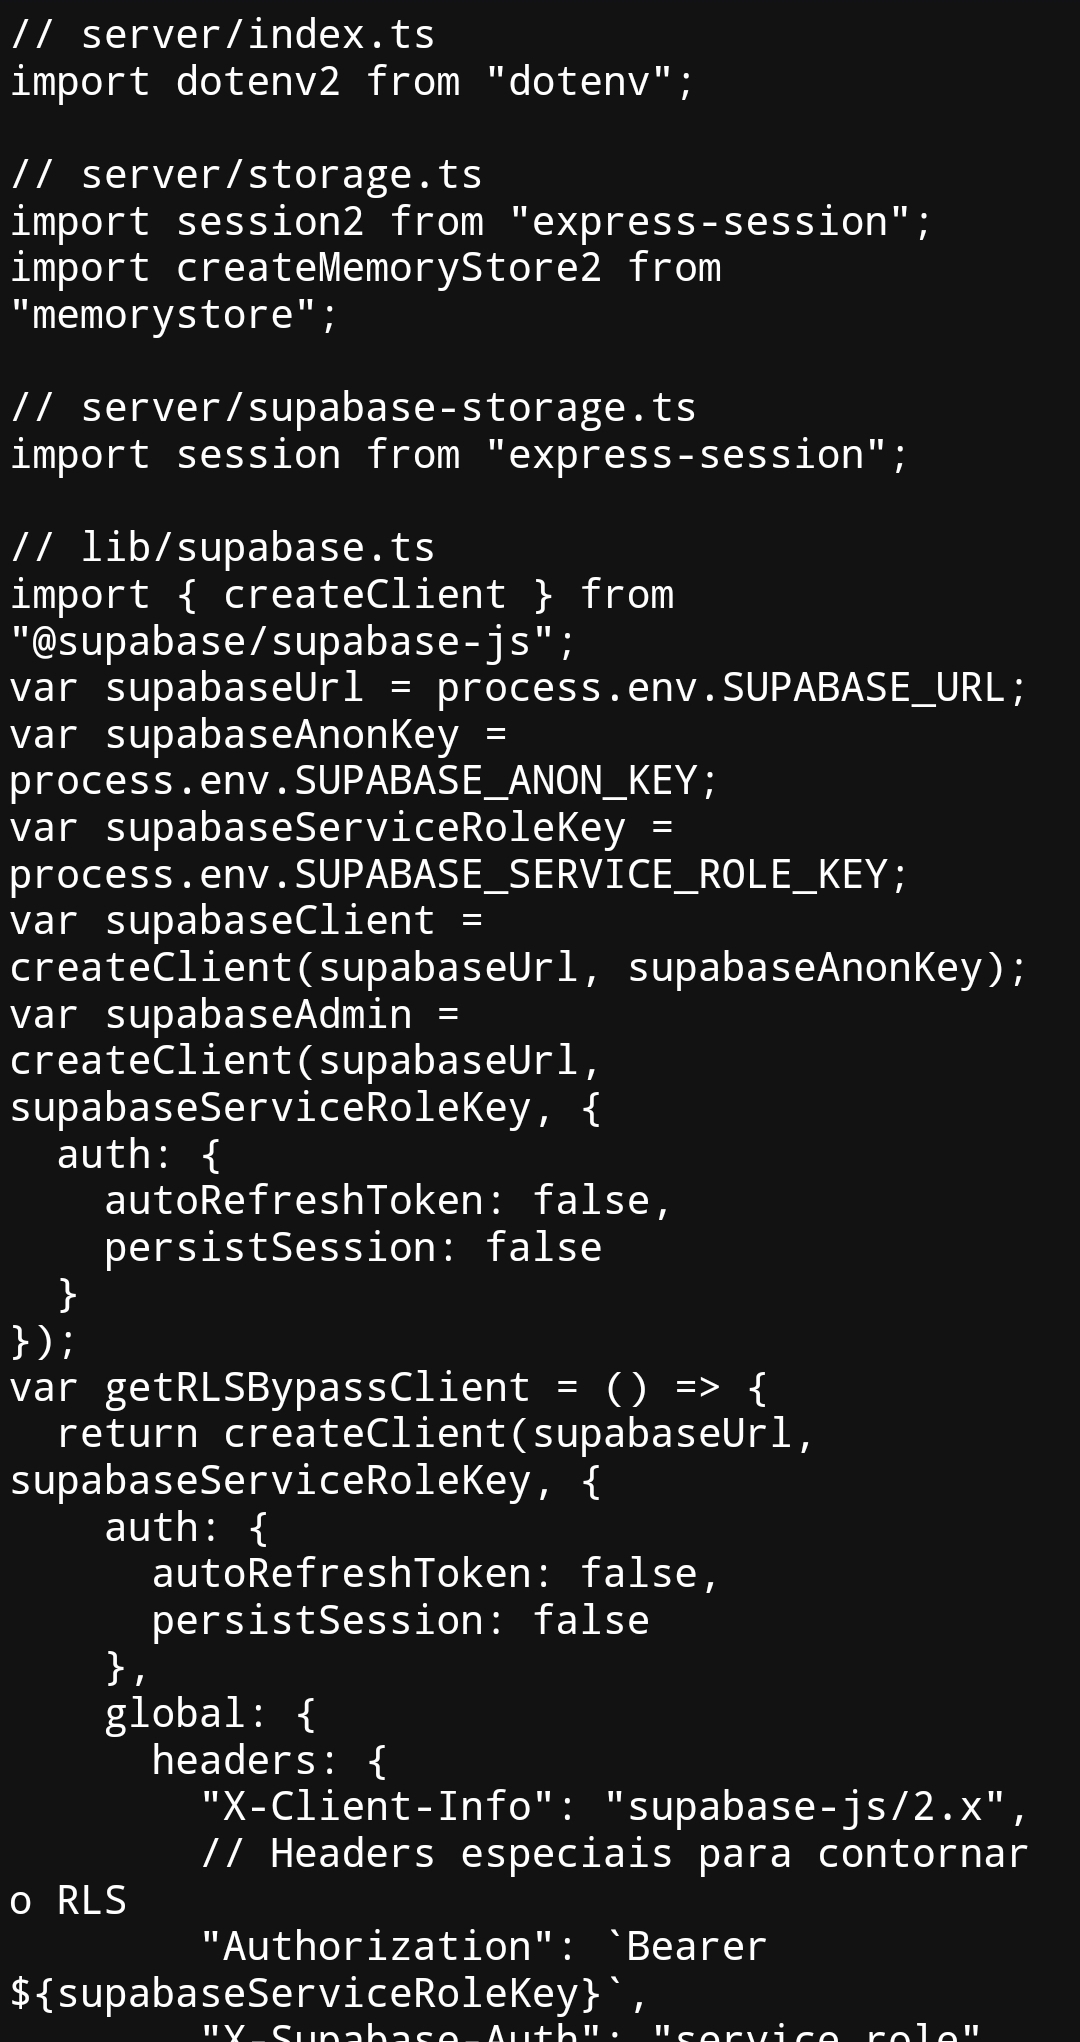 // server/index.ts
import dotenv2 from "dotenv";

// server/storage.ts
import session2 from "express-session";
import createMemoryStore2 from
"memorystore";

// server/supabase-storage.ts
import session from "express-session";

// lib/supabase.ts
import { createClient } from
"@supabase/supabase-js";
var supabaseUrl = process.env.SUPABASE_URL;
var supabaseAnonKey =
process.env.SUPABASE_ANON_KEY;
var supabaseServiceRoleKey =
process.env.SUPABASE_SERVICE_ROLE_KEY;
var supabaseClient =
createClient(supabaseUrl, supabaseAnonKey);
var supabaseAdmin =
createClient(supabaseUrl,
supabaseServiceRoleKey, {
  auth: {
    autoRefreshToken: false,
    persistSession: false
  }
});
var getRLSBypassClient = () => {
  return createClient(supabaseUrl,
supabaseServiceRoleKey, {
    auth: {
      autoRefreshToken: false,
      persistSession: false
    },
    global: {
      headers: {
        "X-Client-Info": "supabase-js/2.x",
        // Headers especiais para contornar
o RLS
        "Authorization": `Bearer
${supabaseServiceRoleKey}`,
        "X-Supabase-Auth": "service_role"